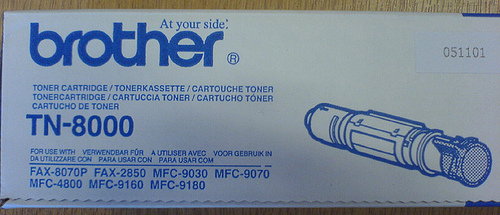 At your side.
brother®
051101
TONER CARTRIDGE / TONERKASSETTE / CARTOUCHE TONER
TONERCARTRIDGE / CARTUCCIA TONER / CARTUCHO TÓNER
CARTUCHO DE TONER
TN-8000
FOR USE WITH VERWENDBAR FÜR A UTILISER AVEC VOOR GEBRUIK IN
DA UTILIZZARE CON PARA USAR CON PARA USAR COM
FAX-8070P FAX-2850 MFC-9030 MFC-9070
MFC-4800 MFC-9160 MFC-9180